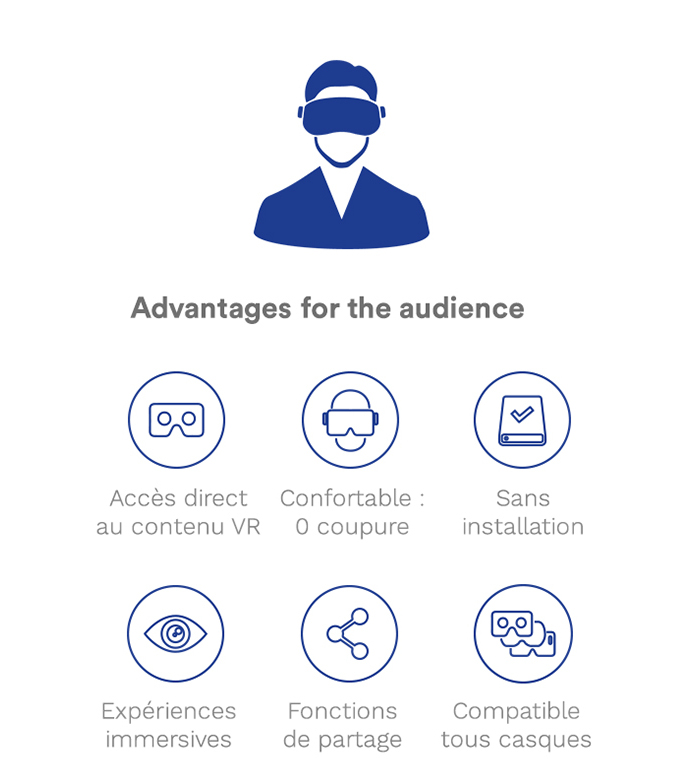 Advantages for the audience
Accès direct
au contenu VR
Confortable :
0 coupure
Sans
installation
Expériences
immersives
Fonctions
de partage
Compatible
tous casques